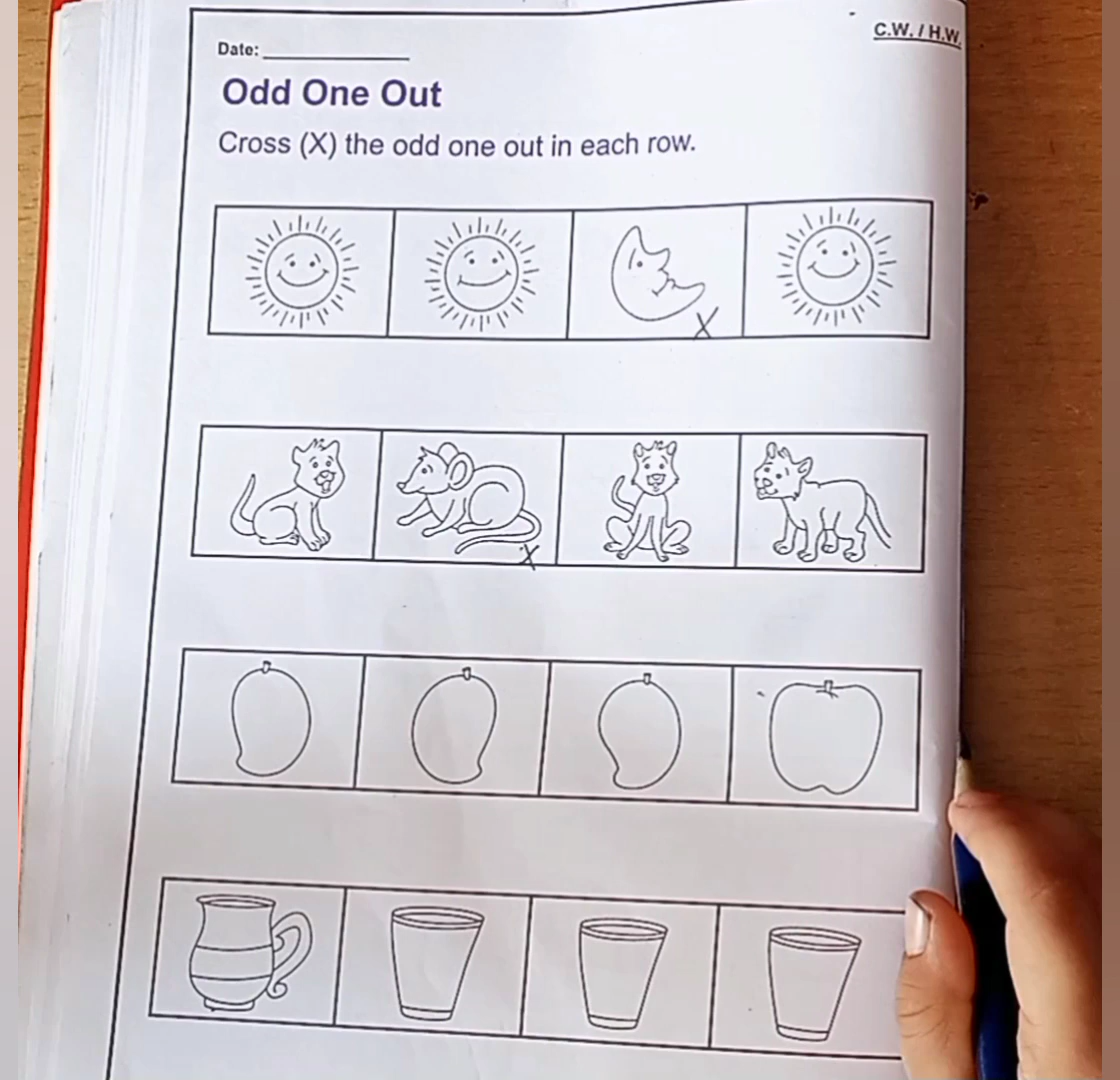 C.W. / H.W.
Date:
Odd One Out
Cross (X) the odd one out in each row.
X
X